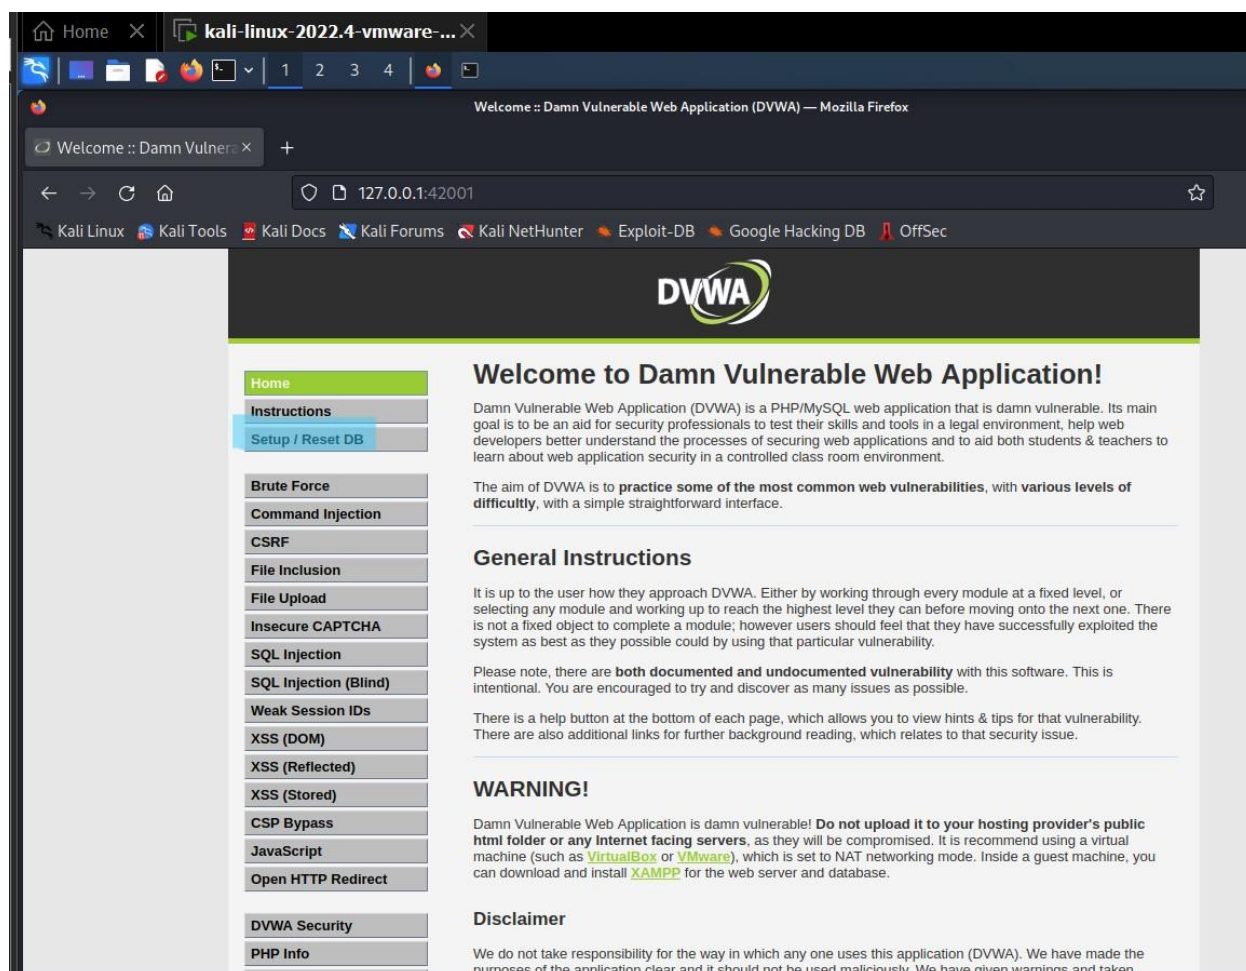 Home
kali-linux-2022.4-vmware-...
1 2 3 4
Welcome :: Damn Vulnerable Web Application (DVWA) — Mozilla Firefox
Welcome :: Damn Vulnera
127.0.0.1:42001
Kali Linux Kali Tools Kali Docs Kali Forums Kali NetHunter Exploit-DB Google Hacking DB OffSec
DVWA
Home
Instructions
Setup / Reset DB
Brute Force
Command Injection
CSRF
File Inclusion
File Upload
Insecure CAPTCHA
SQL Injection
SQL Injection (Blind)
Weak Session IDs
XSS (DOM)
XSS (Reflected)
XSS (Stored)
CSP Bypass
JavaScript
Open HTTP Redirect
DVWA Security
PHP Info
Welcome to Damn Vulnerable Web Application!
Damn Vulnerable Web Application (DVWA) is a PHP/MySQL web application that is damn vulnerable. Its main
goal is to be an aid for security professionals to test their skills and tools in a legal environment, help web
developers better understand the processes of securing web applications and to aid both students & teachers to
learn about web application security in a controlled class room environment.
The aim of DVWA is to practice some of the most common web vulnerabilities, with various levels of
difficultly, with a simple straightforward interface.
General Instructions
It is up to the user how they approach DVWA. Either by working through every module at a fixed level, or
selecting any module and working up to reach the highest level they can before moving onto the next one. There
is not a fixed object to complete a module; however users should feel that they have successfully exploited the
system as best as they possible could by using that particular vulnerability.
Please note, there are both documented and undocumented vulnerability with this software. This is
intentional. You are encouraged to try and discover as many issues as possible.
There is a help button at the bottom of each page, which allows you to view hints & tips for that vulnerability.
There are also additional links for further background reading, which relates to that security issue.
WARNING!
Damn Vulnerable Web Application is damn vulnerable! Do not upload it to your hosting provider's public
html folder or any Internet facing servers, as they will be compromised. It is recommend using a virtual
machine (such as VirtualBox or VMware), which is set to NAT networking mode. Inside a guest machine, you
can download and install XAMPP for the web server and database.
Disclaimer
We do not take responsibility for the way in which any one uses this application (DVWA). We have made the
purposes of the application clear and it should not be used maliciously. We have given warnings and taken